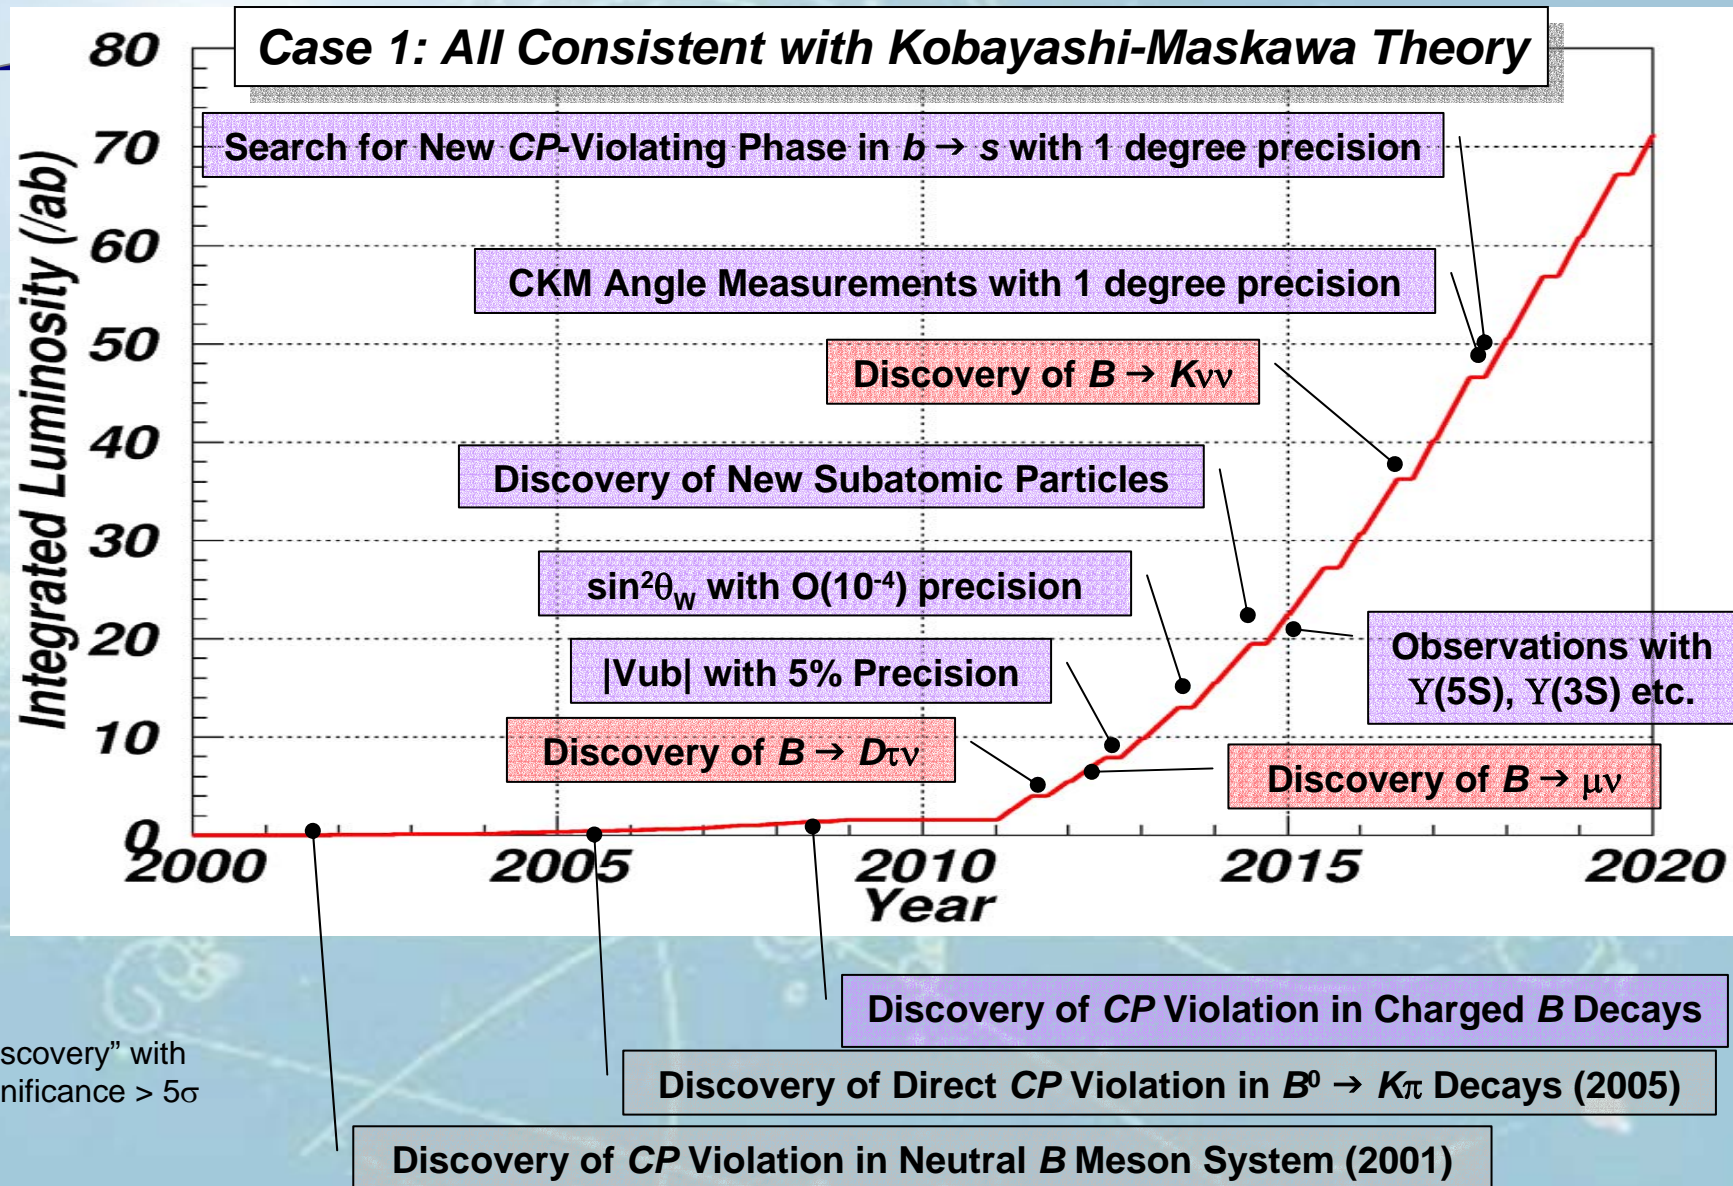 Case 1: All Consistent with Kobayashi-Maskawa Theory
80
70
60
50
40
30
20
10
0
Integrated Luminosity (/ab)
Search for New CP-Violating Phase in b → s with 1 degree precision
CKM Angle Measurements with 1 degree precision
Discovery of B → Kνν
Discovery of New Subatomic Particles
sin²θ_W with O(10⁻⁴) precision
|Vub| with 5% Precision
Observations with
Υ(5S), Υ(3S) etc.
Discovery of B → Dτν
Discovery of B → μν
2000
2005
2010
2015
2020
Year
Discovery of CP Violation in Charged B Decays
scovery” with
nificance > 5σ
Discovery of Direct CP Violation in B⁰ → Kπ Decays (2005)
Discovery of CP Violation in Neutral B Meson System (2001)